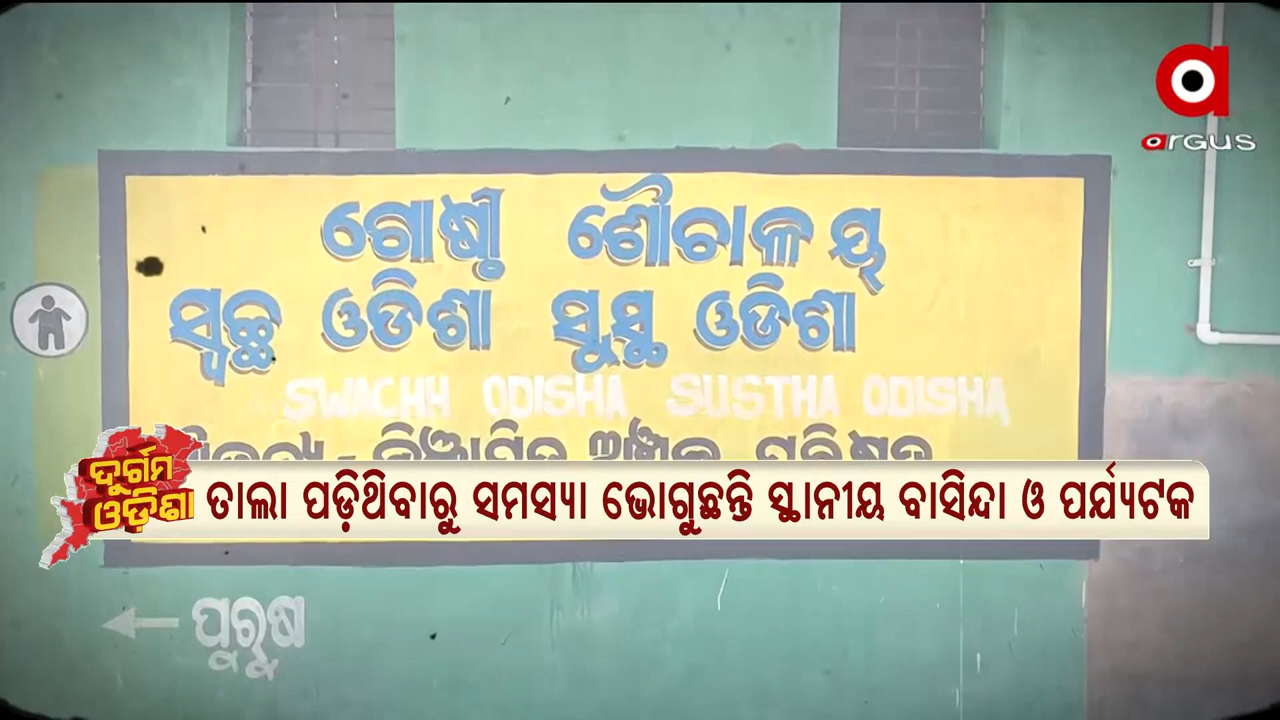 argus
ଗୋଷ୍ଠୀ ଶୌଚାଳୟ
ସ୍ୱଚ୍ଛ ଓଡିଶା ସୁସ୍ଥ ଓଡିଶା
SWACHH ODISHA SUSTHA ODISHA
ଦୁର୍ଗମ
ଓଡ଼ିଶା
ତାଲା ପଡ଼ିଥିବାରୁ ସମସ୍ୟା ଭୋଗୁଛନ୍ତି ସ୍ଥାନୀୟ ବାସିନ୍ଦା ଓ ପର୍ଯ୍ୟଟକ
ପୁରୁଷ